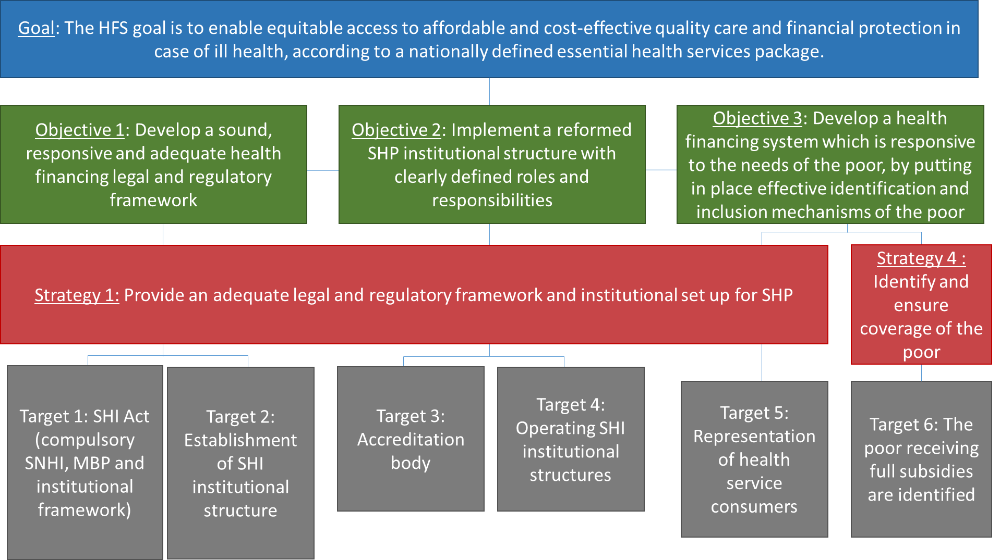 Goal: The HFS goal is to enable equitable access to affordable and cost-effective quality care and financial protection in
case of ill health, according to a nationally defined essential health services package.
Objective 1: Develop a sound,
responsive and adequate health
financing legal and regulatory
framework
Objective 2: Implement a reformed
SHP institutional structure with
clearly defined roles and
responsibilities
Objective 3: Develop a health
financing system which is responsive
to the needs of the poor, by putting
in place effective identification and
inclusion mechanisms of the poor
Strategy 1: Provide an adequate legal and regulatory framework and institutional set up for SHP
Strategy 4 :
Identify and
ensure
coverage of the
poor
Target 1: SHI Act
(compulsory
SNHI, MBP and
institutional
framework)
Target 2:
Establishment
of SHI
institutional
structure
Target 3:
Accreditation
body
Target 4:
Operating SHI
institutional
structures
Target 5:
Representation
of health
service
consumers
Target 6: The
poor receiving
full subsidies
are identified